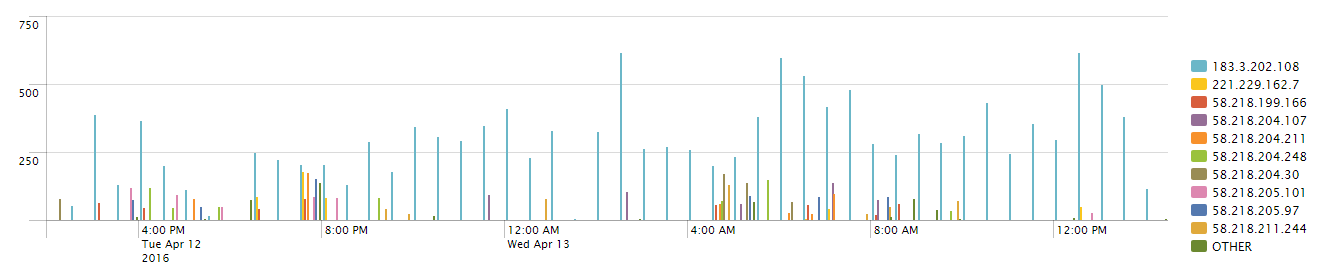 750
500
250
4:00 PM
Tue Apr 12
2016
8:00 PM
12:00 AM
Wed Apr 13
4:00 AM
8:00 AM
12:00 PM
183.3.202.108
221.229.162.7
58.218.199.166
58.218.204.107
58.218.204.211
58.218.204.248
58.218.204.30
58.218.205.101
58.218.205.97
58.218.211.244
OTHER